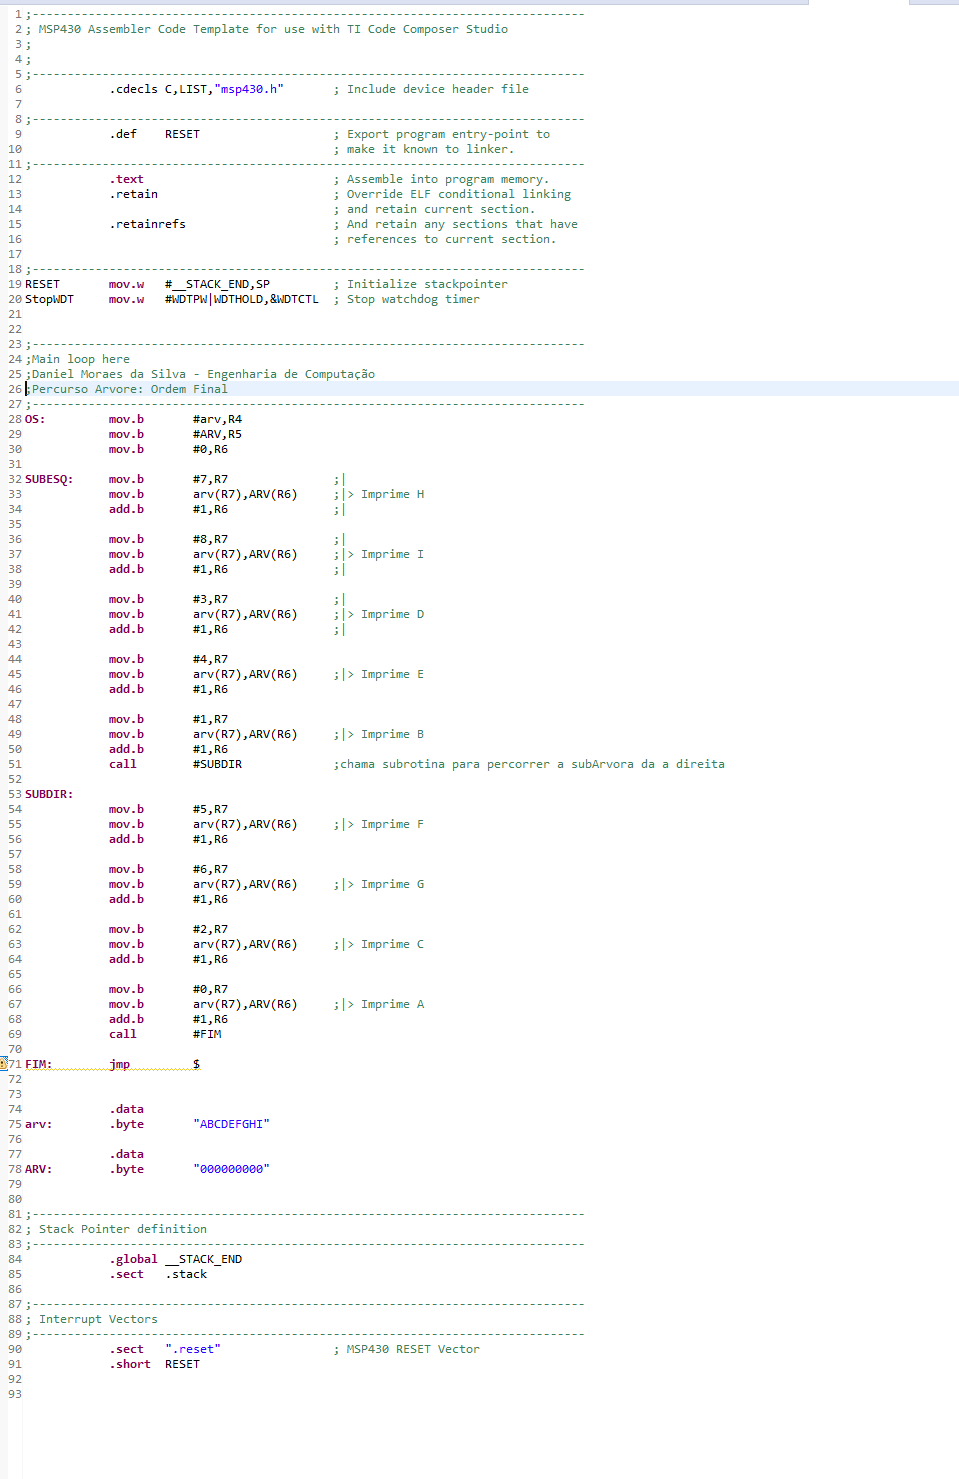 1 ;-------------------------------------------------------------------------------
2 ; MSP430 Assembler Code Template for use with TI Code Composer Studio
3 ;
4 ;
5 ;-------------------------------------------------------------------------------
6             .cdecls C,LIST,"msp430.h"       ; Include device header file
7
8 ;-------------------------------------------------------------------------------
9             .def    RESET                   ; Export program entry-point to
10                                            ; make it known to linker.
11 ;-------------------------------------------------------------------------------
12            .text                           ; Assemble into program memory.
13            .retain                         ; Override ELF conditional linking
14                                            ; and retain current section.
15            .retainrefs                     ; And retain any sections that have
16                                            ; references to current section.
17
18 ;-------------------------------------------------------------------------------
19 RESET       mov.w   #__STACK_END,SP         ; Initialize stackpointer
20 StopWDT     mov.w   #WDTPW|WDTHOLD,&WDTCTL  ; Stop watchdog timer
21
22
23 ;-------------------------------------------------------------------------------
24 ;Main loop here
25 ;Daniel Moraes da Silva - Engenharia de Computação
26 ;Percurso Arvore: Ordem Final
27 ;-------------------------------------------------------------------------------
28 OS:         mov.b       #arv,R4
29             mov.b       #ARV,R5
30             mov.b       #0,R6
31
32 SUBESQ:     mov.b       #7,R7               ;|
33             mov.b       arv(R7),ARV(R6)     ;|> Imprime H
34             add.b       #1,R6               ;|
35
36             mov.b       #8,R7               ;|
37             mov.b       arv(R7),ARV(R6)     ;|> Imprime I
38             add.b       #1,R6               ;|
39
40             mov.b       #3,R7               ;|
41             mov.b       arv(R7),ARV(R6)     ;|> Imprime D
42             add.b       #1,R6               ;|
43
44             mov.b       #4,R7
45             mov.b       arv(R7),ARV(R6)     ;|> Imprime E
46             add.b       #1,R6
47
48             mov.b       #1,R7
49             mov.b       arv(R7),ARV(R6)     ;|> Imprime B
50             add.b       #1,R6
51             call        #SUBDIR             ;chama subrotina para percorrer a subArvora da a direita
52
53 SUBDIR:
54             mov.b       #5,R7
55             mov.b       arv(R7),ARV(R6)     ;|> Imprime F
56             add.b       #1,R6
57
58             mov.b       #6,R7
59             mov.b       arv(R7),ARV(R6)     ;|> Imprime G
60             add.b       #1,R6
61
62             mov.b       #2,R7
63             mov.b       arv(R7),ARV(R6)     ;|> Imprime C
64             add.b       #1,R6
65
66             mov.b       #0,R7
67             mov.b       arv(R7),ARV(R6)     ;|> Imprime A
68             add.b       #1,R6
69             call        #FIM
70
71 FIM:        jmp         $
72
73
74             .data
75 arv:        .byte       "ABCDEFGHI"
76
77             .data
78 ARV:        .byte       "000000000"
79
80
81 ;-------------------------------------------------------------------------------
82 ; Stack Pointer definition
83 ;-------------------------------------------------------------------------------
84             .global __STACK_END
85             .sect   .stack
86
87 ;-------------------------------------------------------------------------------
88 ; Interrupt Vectors
89 ;-------------------------------------------------------------------------------
90             .sect   ".reset"                ; MSP430 RESET Vector
91             .short  RESET
92
93